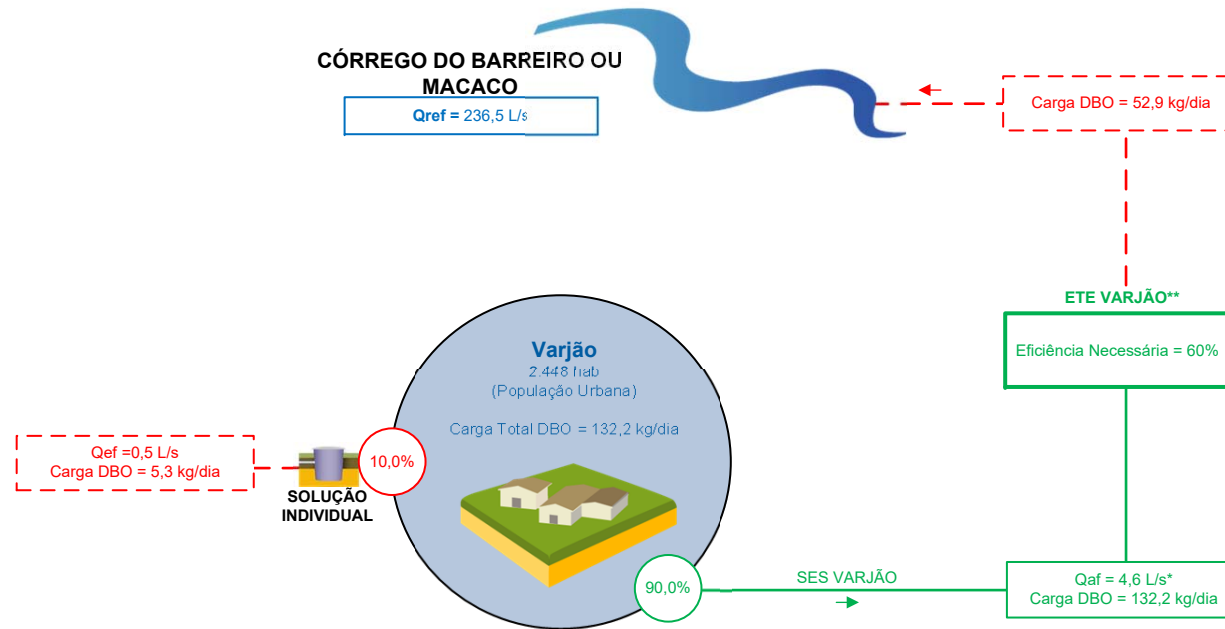 CÓRREGO DO BARREIRO OU
MACACO
Qref = 236,5 L/s
Carga DBO = 52,9 kg/dia
ETE VARJÃO**
Eficiência Necessária = 60%
Varjão
2.448 hab
(População Urbana)
Carga Total DBO = 132,2 kg/dia
Qef =0,5 L/s
Carga DBO = 5,3 kg/dia
10,0%
SOLUÇÃO
INDIVIDUAL
90,0%
SES VARJÃO
Qaf = 4,6 L/s*
Carga DBO = 132,2 kg/dia